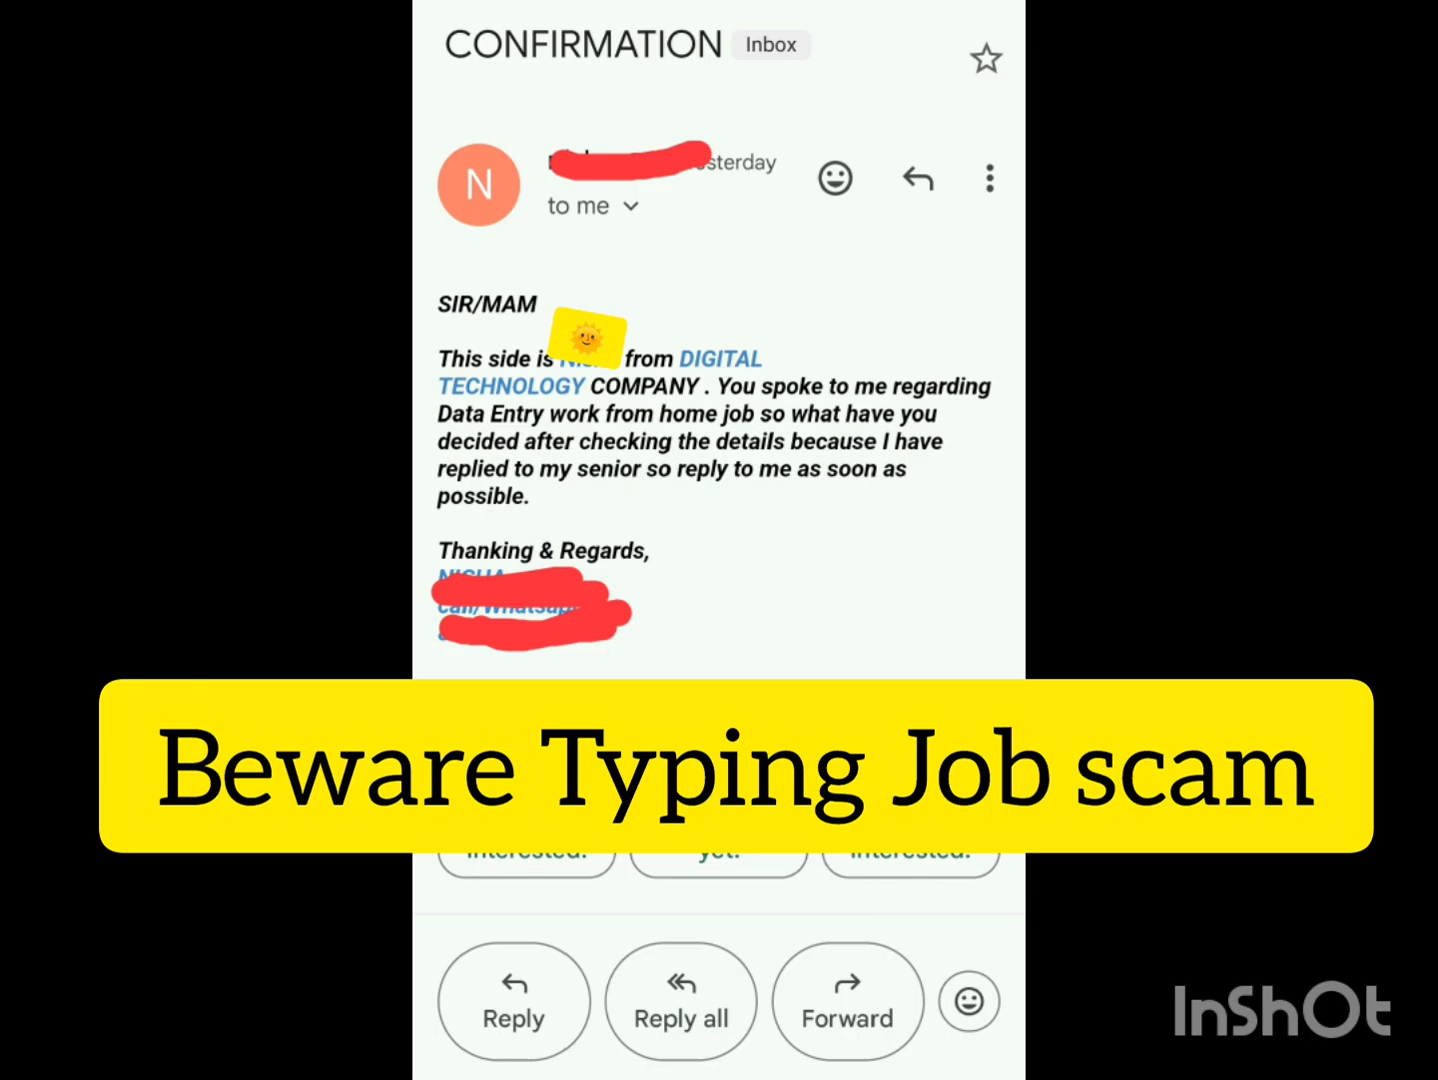 CONFIRMATION Inbox
N
sterday
to me
SIR/MAM
This side is from DIGITAL
TECHNOLOGY COMPANY . You spoke to me regarding
Data Entry work from home job so what have you
decided after checking the details because I have
replied to my senior so reply to me as soon as
possible.
Thanking & Regards,
Beware Typing Job scam
interested. yet. interested.
Reply Reply all Forward
InShOt